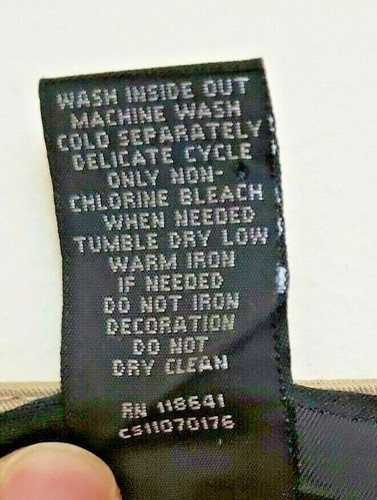 WASH INSIDE OUT
MACHINE WASH
COLD SEPARATELY
DELICATE CYCLE
ONLY NON-
CHLORINE BLEACH
WHEN NEEDED
TUMBLE DRY LOW
WARM IRON
IF NEEDED
DO NOT IRON
DECORATION
DO NOT
DRY CLEAN
RN 118641
CS11070176